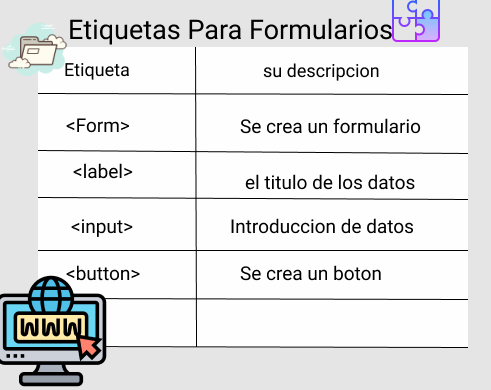 Etiquetas Para Formularios
Etiqueta su descripcion
<Form> Se crea un formulario
<label> el titulo de los datos
<input> Introduccion de datos
<button> Se crea un boton
WWW